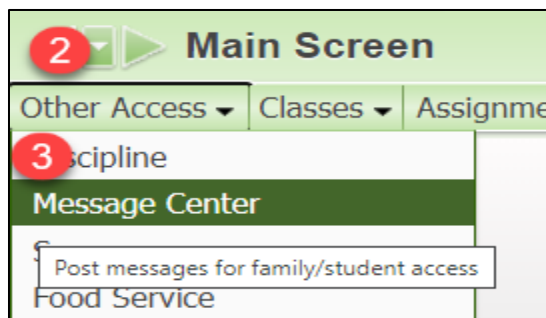 2 Main Screen
Other Access Classes Assignme
3 scipline
Message Center
S
Post messages for family/student access
Food Service